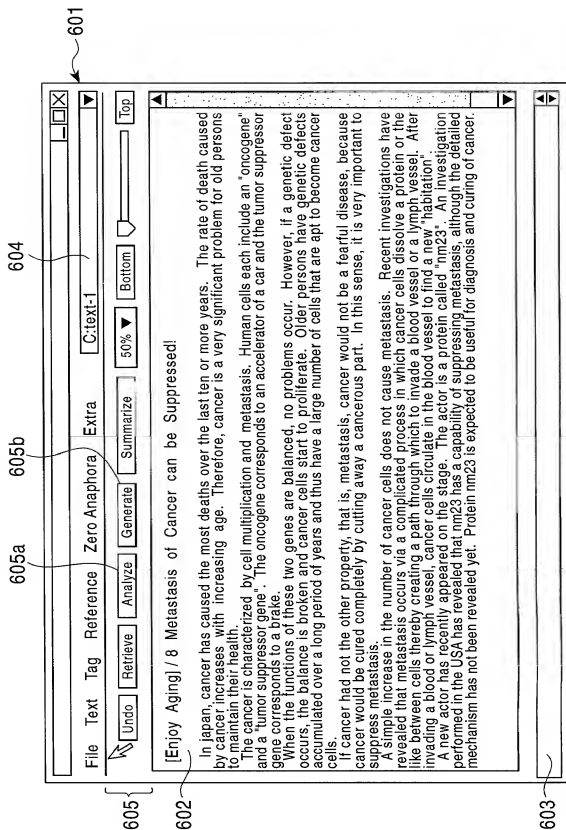 601
604
605b
605a
605
602
603
File Text Tag Reference Zero Anaphora Extra C:text-1
Undo Retrieve Analyze Generate Summarize 50% Bottom Top
[Enjoy Aging] / 8 Metastasis of Cancer can be Suppressed!
In japan, cancer has caused the most deaths over the last ten or more years. The rate of death caused
by cancer increases with increasing age. Therefore, cancer is a very significant problem for old persons
to maintain their health.
The cancer is characterized by cell multiplication and metastasis. Human cells each include an "oncogene"
and a "tumor suppressor gene". The oncogene corresponds to an accelerator of a car and the tumor suppressor
gene corresponds to a brake.
When the functions of these two genes are balanced, no problems occur. However, if a genetic defect
occurs, the balance is broken and cancer cells start to proliferate. Older persons have genetic defects
accumulated over a long period of years and thus have a large number of cells that are apt to become cancer
cells.
If cancer had not the other property, that is, metastasis, cancer would not be a fearful disease, because
cancer would be cured completely by cutting away a cancerous part. In this sense, it is very important to
suppress metastasis.
A simple increase in the number of cancer cells does not cause metastasis. Recent investigations have
revealed that metastasis occurs via a complicated process in which cancer cells dissolve a protein or the
like between cells thereby creating a path through which to invade a blood vessel or a lymph vessel. After
invading a blood or lymph vessel, cancer cells circulate in the blood vessel to find a new "habitation".
A new actor has recently appeared on the stage. The actor is a protein called "nm23". An investigation
performed in the USA has revealed that nm23 has a capability of suppressing metastasis, although the detailed
mechanism has not been revealed yet. Protein nm23 is expected to be useful for diagnosis and curing of cancer.